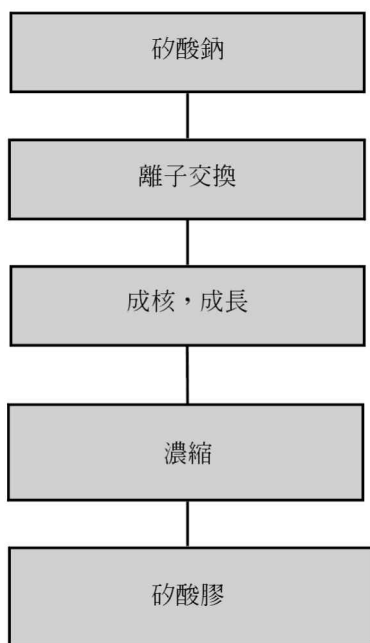 矽酸鈉
離子交換
成核，成長
濃縮
矽酸膠